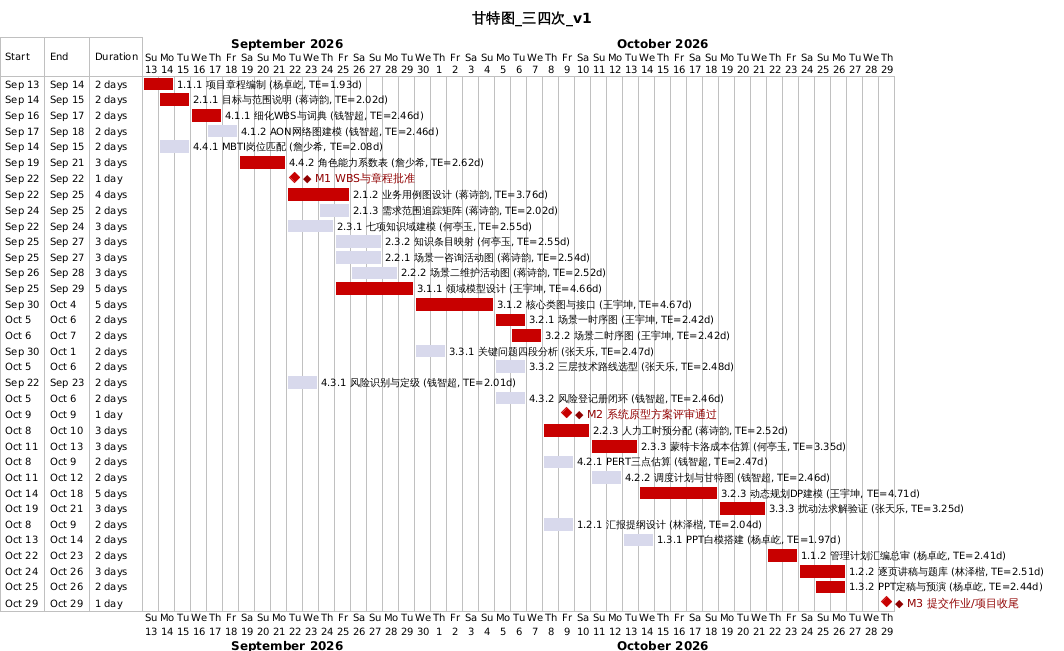 甘特图_三四次_v1
September 2026 October 2026
Start End Duration Su Mo Tu We Th Fr Sa Su Mo Tu We Th Fr Sa Su Mo Tu We Th Fr Sa Su Mo Tu We Th Fr Sa Su Mo Tu We Th Fr Sa Su Mo Tu We Th Fr Sa Su Mo Tu We Th
13 14 15 16 17 18 19 20 21 22 23 24 25 26 27 28 29 30 1 2 3 4 5 6 7 8 9 10 11 12 13 14 15 16 17 18 19 20 21 22 23 24 25 26 27 28 29
Sep 13 Sep 14 2 days 1.1.1 项目章程编制 (杨卓屹, TE=1.93d)
Sep 14 Sep 15 2 days 2.1.1 目标与范围说明 (蒋诗韵, TE=2.02d)
Sep 16 Sep 17 2 days 4.1.1 细化WBS与词典 (钱智超, TE=2.46d)
Sep 17 Sep 18 2 days 4.1.2 AON网络图建模 (钱智超, TE=2.46d)
Sep 14 Sep 15 2 days 4.4.1 MBTI岗位匹配 (詹少希, TE=2.08d)
Sep 19 Sep 21 3 days 4.4.2 角色能力系数表 (詹少希, TE=2.62d)
Sep 22 Sep 22 1 day ◆ M1 WBS与章程批准
Sep 22 Sep 25 4 days 2.1.2 业务用例图设计 (蒋诗韵, TE=3.76d)
Sep 24 Sep 25 2 days 2.1.3 需求范围追踪矩阵 (蒋诗韵, TE=2.02d)
Sep 22 Sep 24 3 days 2.3.1 七项知识域建模 (何亭玉, TE=2.55d)
Sep 25 Sep 27 3 days 2.3.2 知识条目映射 (何亭玉, TE=2.55d)
Sep 25 Sep 27 3 days 2.2.1 场景一咨询活动图 (蒋诗韵, TE=2.54d)
Sep 26 Sep 28 3 days 2.2.2 场景二维护活动图 (蒋诗韵, TE=2.52d)
Sep 25 Sep 29 5 days 3.1.1 领域模型设计 (王宇坤, TE=4.66d)
Sep 30 Oct 4 5 days 3.1.2 核心类图与接口 (王宇坤, TE=4.67d)
Oct 5 Oct 6 2 days 3.2.1 场景一时序图 (王宇坤, TE=2.42d)
Oct 6 Oct 7 2 days 3.2.2 场景二时序图 (王宇坤, TE=2.42d)
Sep 30 Oct 1 2 days 3.3.1 关键问题四段分析 (张天乐, TE=2.47d)
Oct 5 Oct 6 2 days 3.3.2 三层技术路线选型 (张天乐, TE=2.48d)
Sep 22 Sep 23 2 days 4.3.1 风险识别与定级 (钱智超, TE=2.01d)
Oct 5 Oct 6 2 days 4.3.2 风险登记册闭环 (钱智超, TE=2.46d)
Oct 9 Oct 9 1 day ◆ M2 系统原型方案评审通过
Oct 8 Oct 10 3 days 2.2.3 人力工时预分配 (蒋诗韵, TE=2.52d)
Oct 11 Oct 13 3 days 2.3.3 蒙特卡洛成本估算 (何亭玉, TE=3.35d)
Oct 8 Oct 9 2 days 4.2.1 PERT三点估算 (钱智超, TE=2.47d)
Oct 11 Oct 12 2 days 4.2.2 调度计划与甘特图 (钱智超, TE=2.46d)
Oct 14 Oct 18 5 days 3.2.3 动态规划DP建模 (王宇坤, TE=4.71d)
Oct 19 Oct 21 3 days 3.3.3 扰动法求解验证 (张天乐, TE=3.25d)
Oct 8 Oct 9 2 days 1.2.1 汇报提纲设计 (林泽楷, TE=2.04d)
Oct 13 Oct 14 2 days 1.3.1 PPT白模搭建 (杨卓屹, TE=1.97d)
Oct 22 Oct 23 2 days 1.1.2 管理计划汇编总审 (杨卓屹, TE=2.41d)
Oct 24 Oct 26 3 days 1.2.2 逐页讲稿与题库 (林泽楷, TE=2.51d)
Oct 25 Oct 26 2 days 1.3.2 PPT定稿与预演 (杨卓屹, TE=2.44d)
Oct 29 Oct 29 1 day ◆ M3 提交作业/项目收尾
Su Mo Tu We Th Fr Sa Su Mo Tu We Th Fr Sa Su Mo Tu We Th Fr Sa Su Mo Tu We Th Fr Sa Su Mo Tu We Th Fr Sa Su Mo Tu We Th Fr Sa Su Mo Tu We Th
13 14 15 16 17 18 19 20 21 22 23 24 25 26 27 28 29 30 1 2 3 4 5 6 7 8 9 10 11 12 13 14 15 16 17 18 19 20 21 22 23 24 25 26 27 28 29
September 2026 October 2026